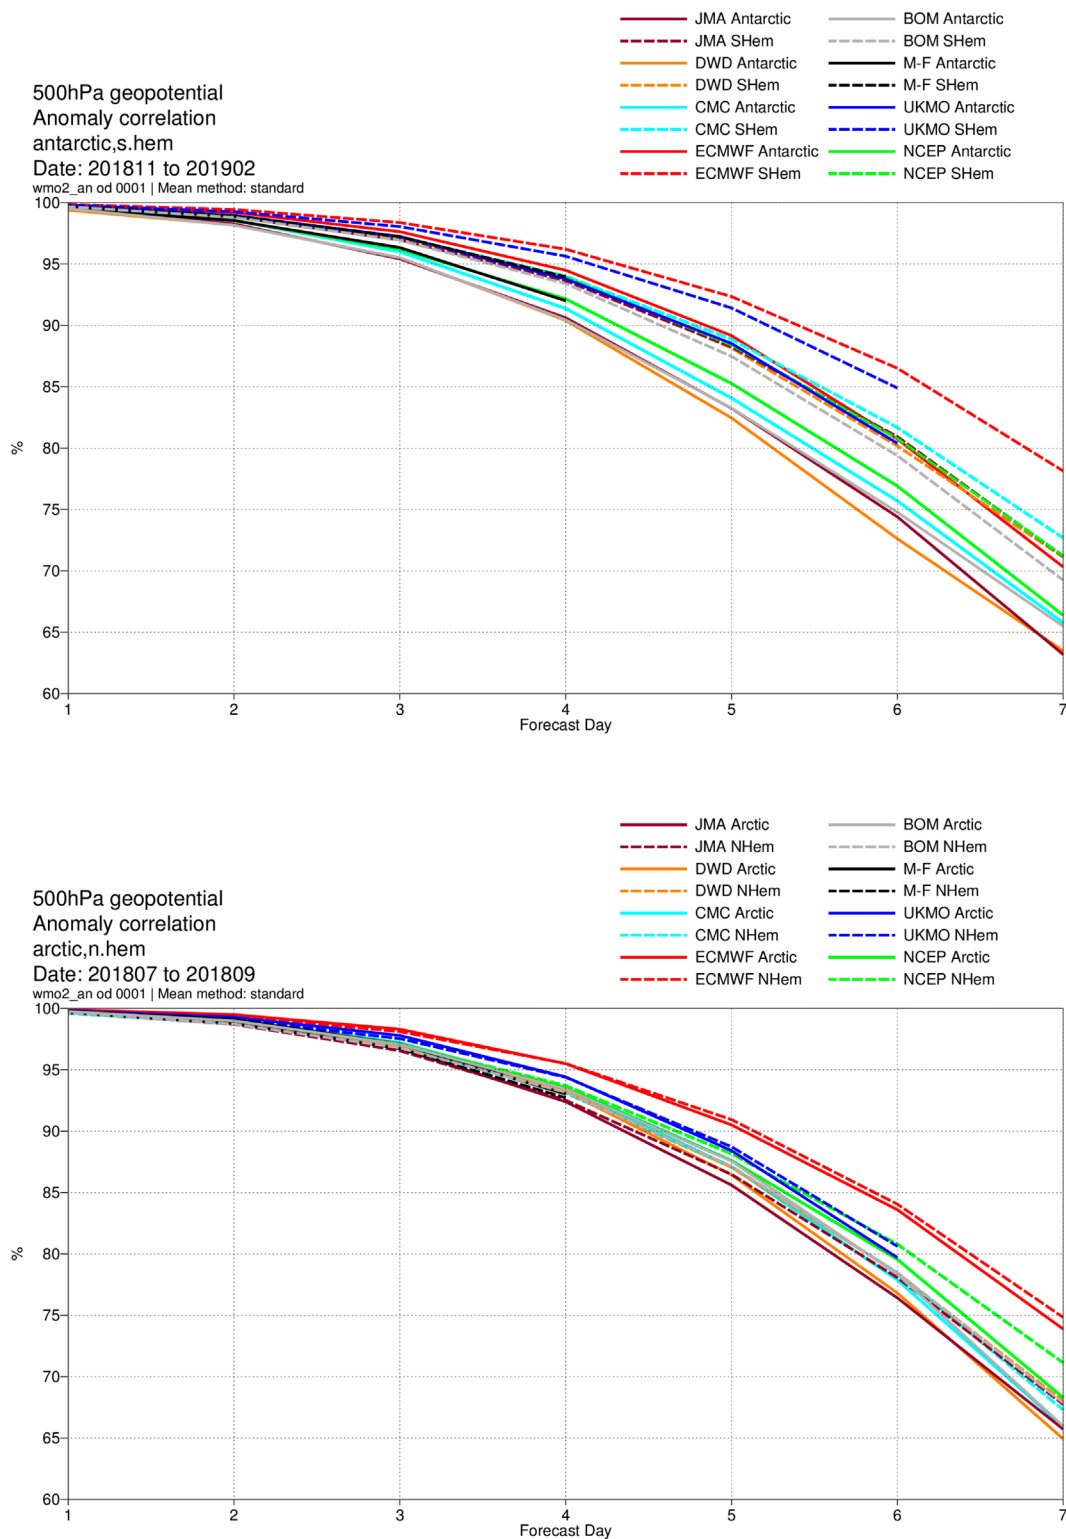 JMA Antarctic
JMA SHem
DWD Antarctic
DWD SHem
CMC Antarctic
CMC SHem
ECMWF Antarctic
ECMWF SHem
BOM Antarctic
BOM SHem
M-F Antarctic
M-F SHem
UKMO Antarctic
UKMO SHem
NCEP Antarctic
NCEP SHem
500hPa geopotential
Anomaly correlation
antarctic,s.hem
Date: 201811 to 201902
wmo2_an od 0001 | Mean method: standard
100
95
90
85
80
75
70
65
60
%
1 2 3 4 5 6 7
Forecast Day
JMA Arctic
JMA NHem
DWD Arctic
DWD NHem
CMC Arctic
CMC NHem
ECMWF Arctic
ECMWF NHem
BOM Arctic
BOM NHem
M-F Arctic
M-F NHem
UKMO Arctic
UKMO NHem
NCEP Arctic
NCEP NHem
500hPa geopotential
Anomaly correlation
arctic,n.hem
Date: 201807 to 201809
wmo2_an od 0001 | Mean method: standard
100
95
90
85
80
75
70
65
60
%
1 2 3 4 5 6 7
Forecast Day